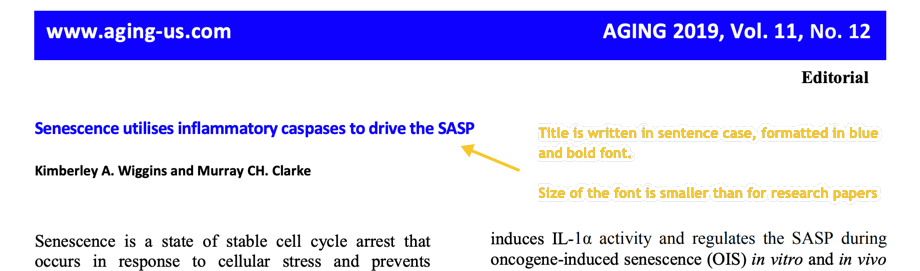 www.aging-us.com AGING 2019, Vol. 11, No. 12
Editorial
Senescence utilises inflammatory caspases to drive the SASP
Title is written in sentence case, formatted in blue
and bold font.
Size of the font is smaller than for research papers
Kimberley A. Wiggins and Murray CH. Clarke
Senescence is a state of stable cell cycle arrest that
occurs in response to cellular stress and prevents
induces IL-1α activity and regulates the SASP during
oncogene-induced senescence (OIS) in vitro and in vivo